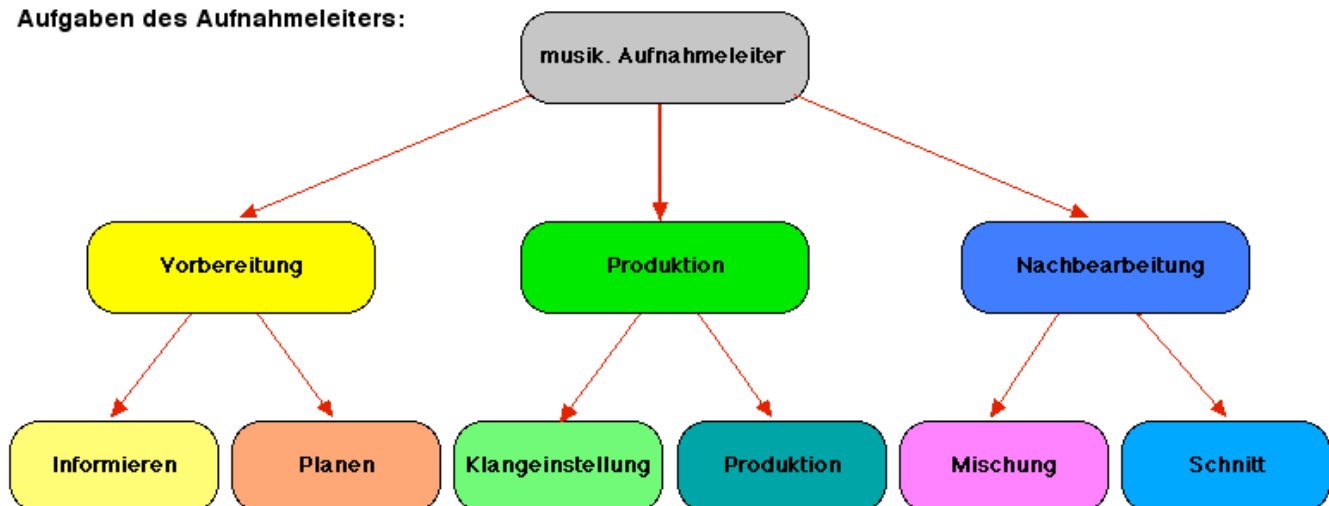 Aufgaben des Aufnahmeleiters:
musik. Aufnahmeleiter
Vorbereitung
Produktion
Nachbearbeitung
Informieren
Planen
Klangeinstellung
Produktion
Mischung
Schnitt